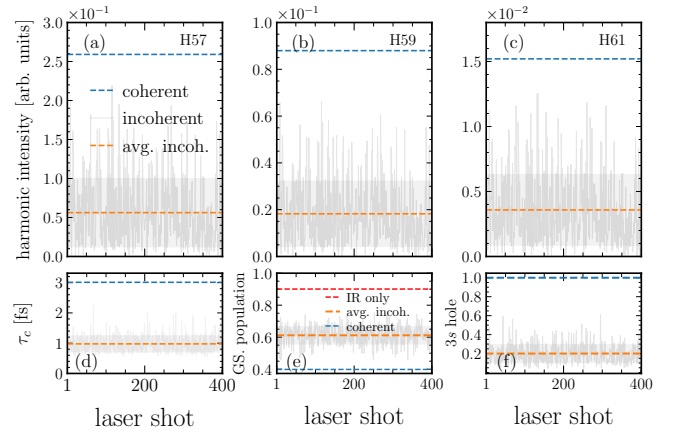 ×10⁻¹ ×10⁻¹ ×10⁻²
harmonic intensity [arb. units]
3.0
2.5
2.0
1.5
1.0
0.5
0.0
(a) H57
coherent
incoherent
avg. incoh.
1.0
0.8
0.6
0.4
0.2
0.0
(b) H59
1.5
1.0
0.5
0.0
(c) H61
τc [fs]
3
2
1
0
(d)
1 200 400
laser shot
GS. population
1.0
0.8
0.6
0.4
IR only
avg. incoh.
coherent
(e)
1 200 400
laser shot
3s hole
1.0
0.8
0.6
0.4
0.2
(f)
1 200 400
laser shot